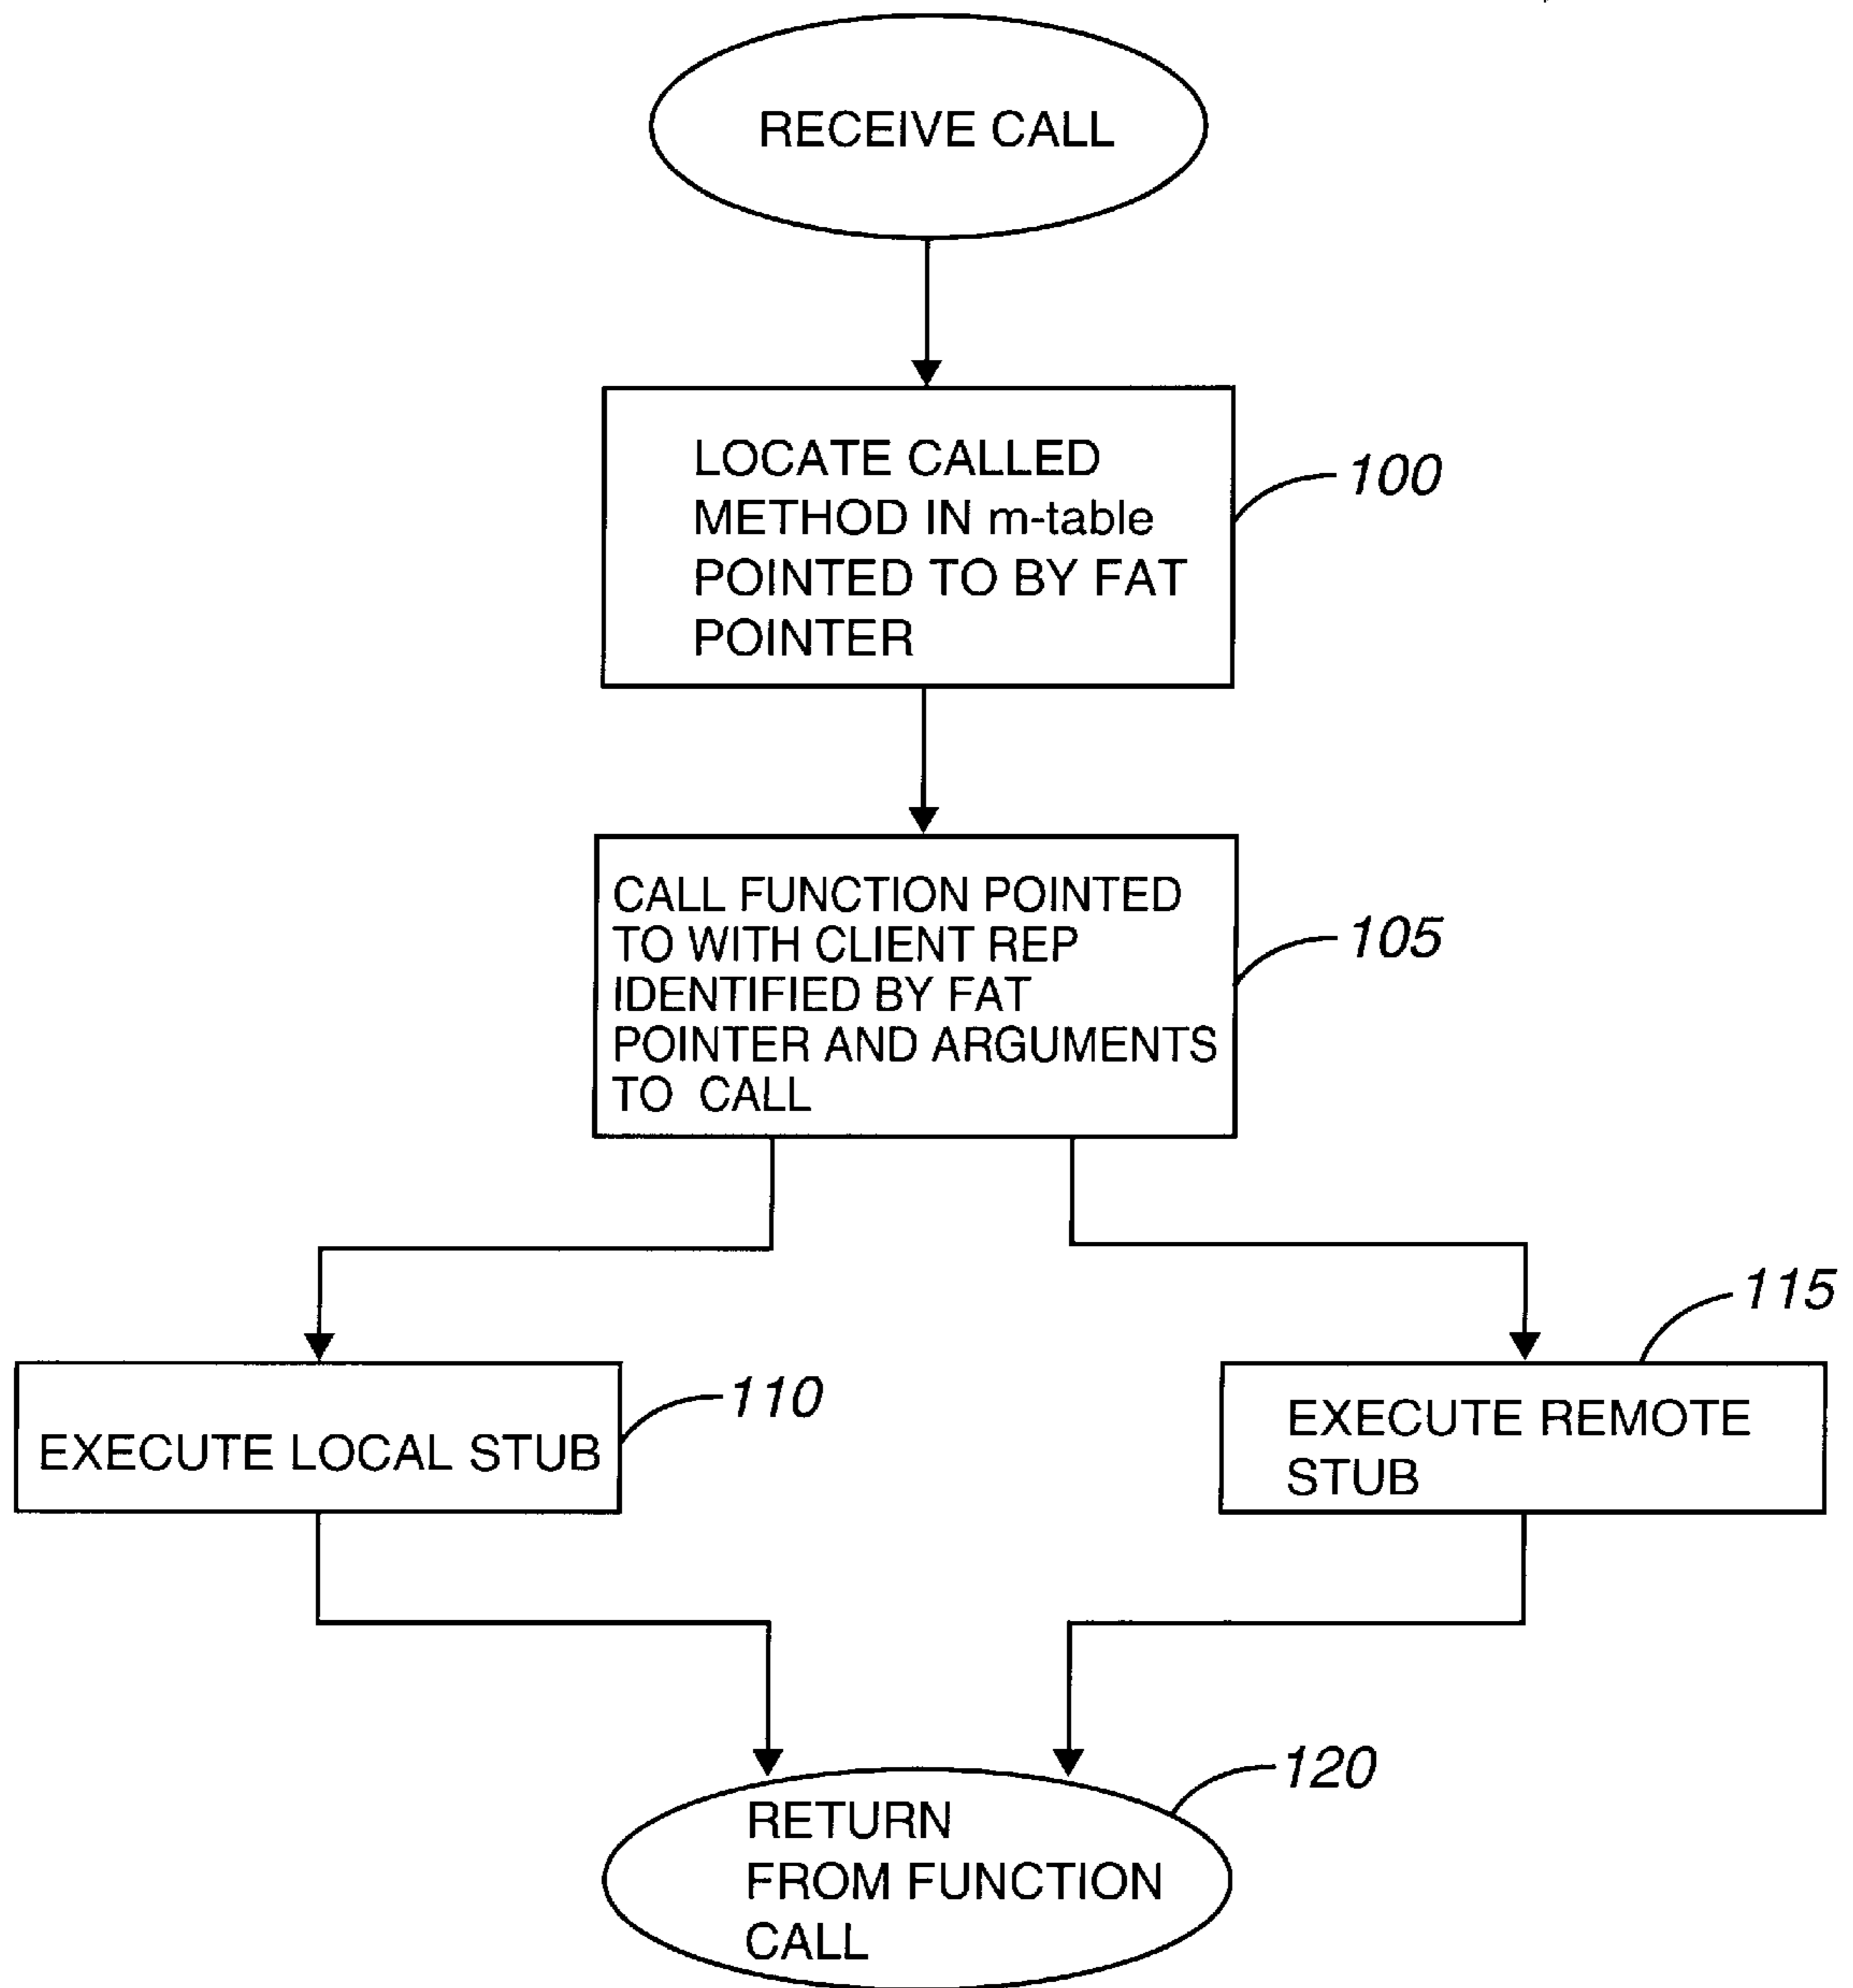 RECEIVE CALL
LOCATE CALLED
METHOD IN m-table
POINTED TO BY FAT
POINTER
100
CALL FUNCTION POINTED
TO WITH CLIENT REP
IDENTIFIED BY FAT
POINTER AND ARGUMENTS
TO CALL
105
EXECUTE LOCAL STUB
110
EXECUTE REMOTE
STUB
115
RETURN
FROM FUNCTION
CALL
120